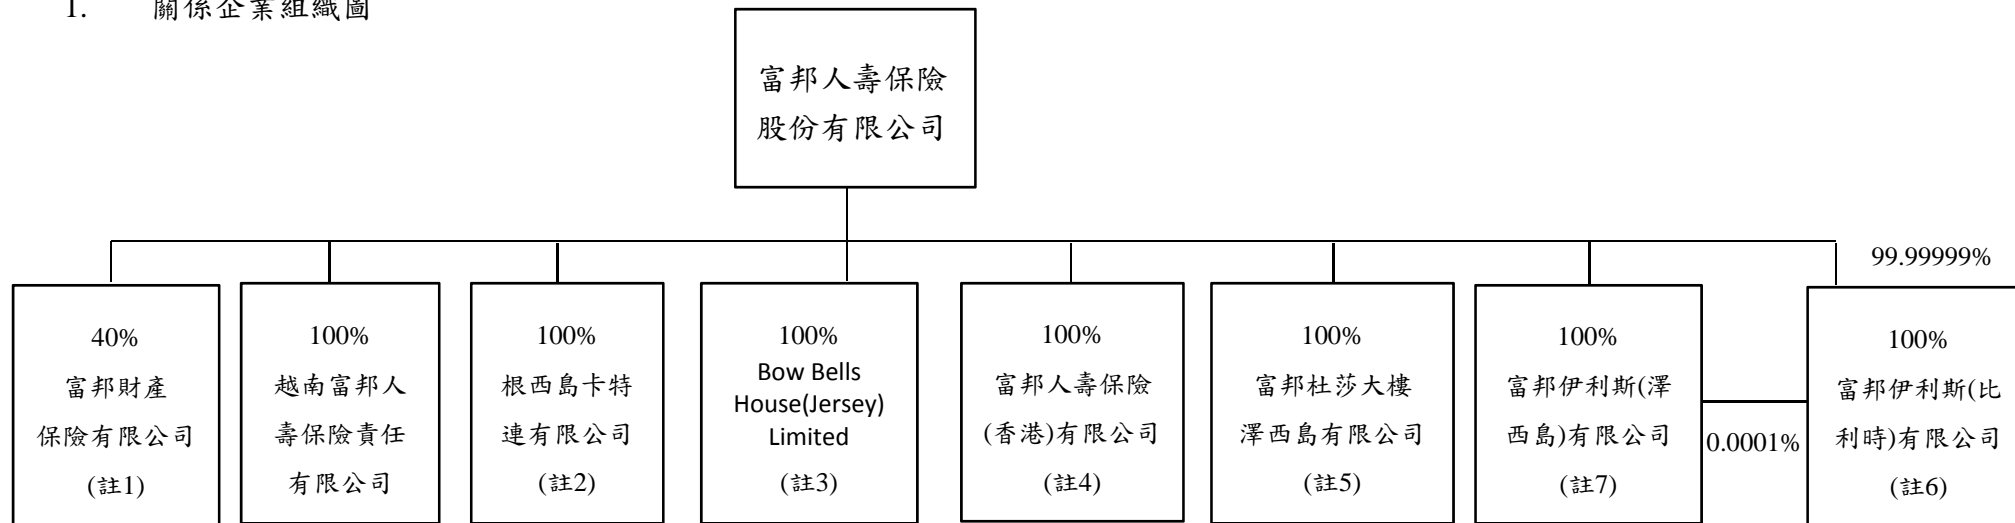 1. 關係企業組織圖
富邦人壽保險
股份有限公司
40%
富邦財產
保險有限公司
(註1)
100%
越南富邦人
壽保險責任
有限公司
100%
根西島卡特
連有限公司
(註2)
100%
Bow Bells
House(Jersey)
Limited
(註3)
100%
富邦人壽保險
(香港)有限公司
(註4)
100%
富邦杜莎大樓
澤西島有限公司
(註5)
100%
富邦伊利斯(澤
西島)有限公司
(註7)
0.0001%
99.99999%
100%
富邦伊利斯(比
利時)有限公司
(註6)